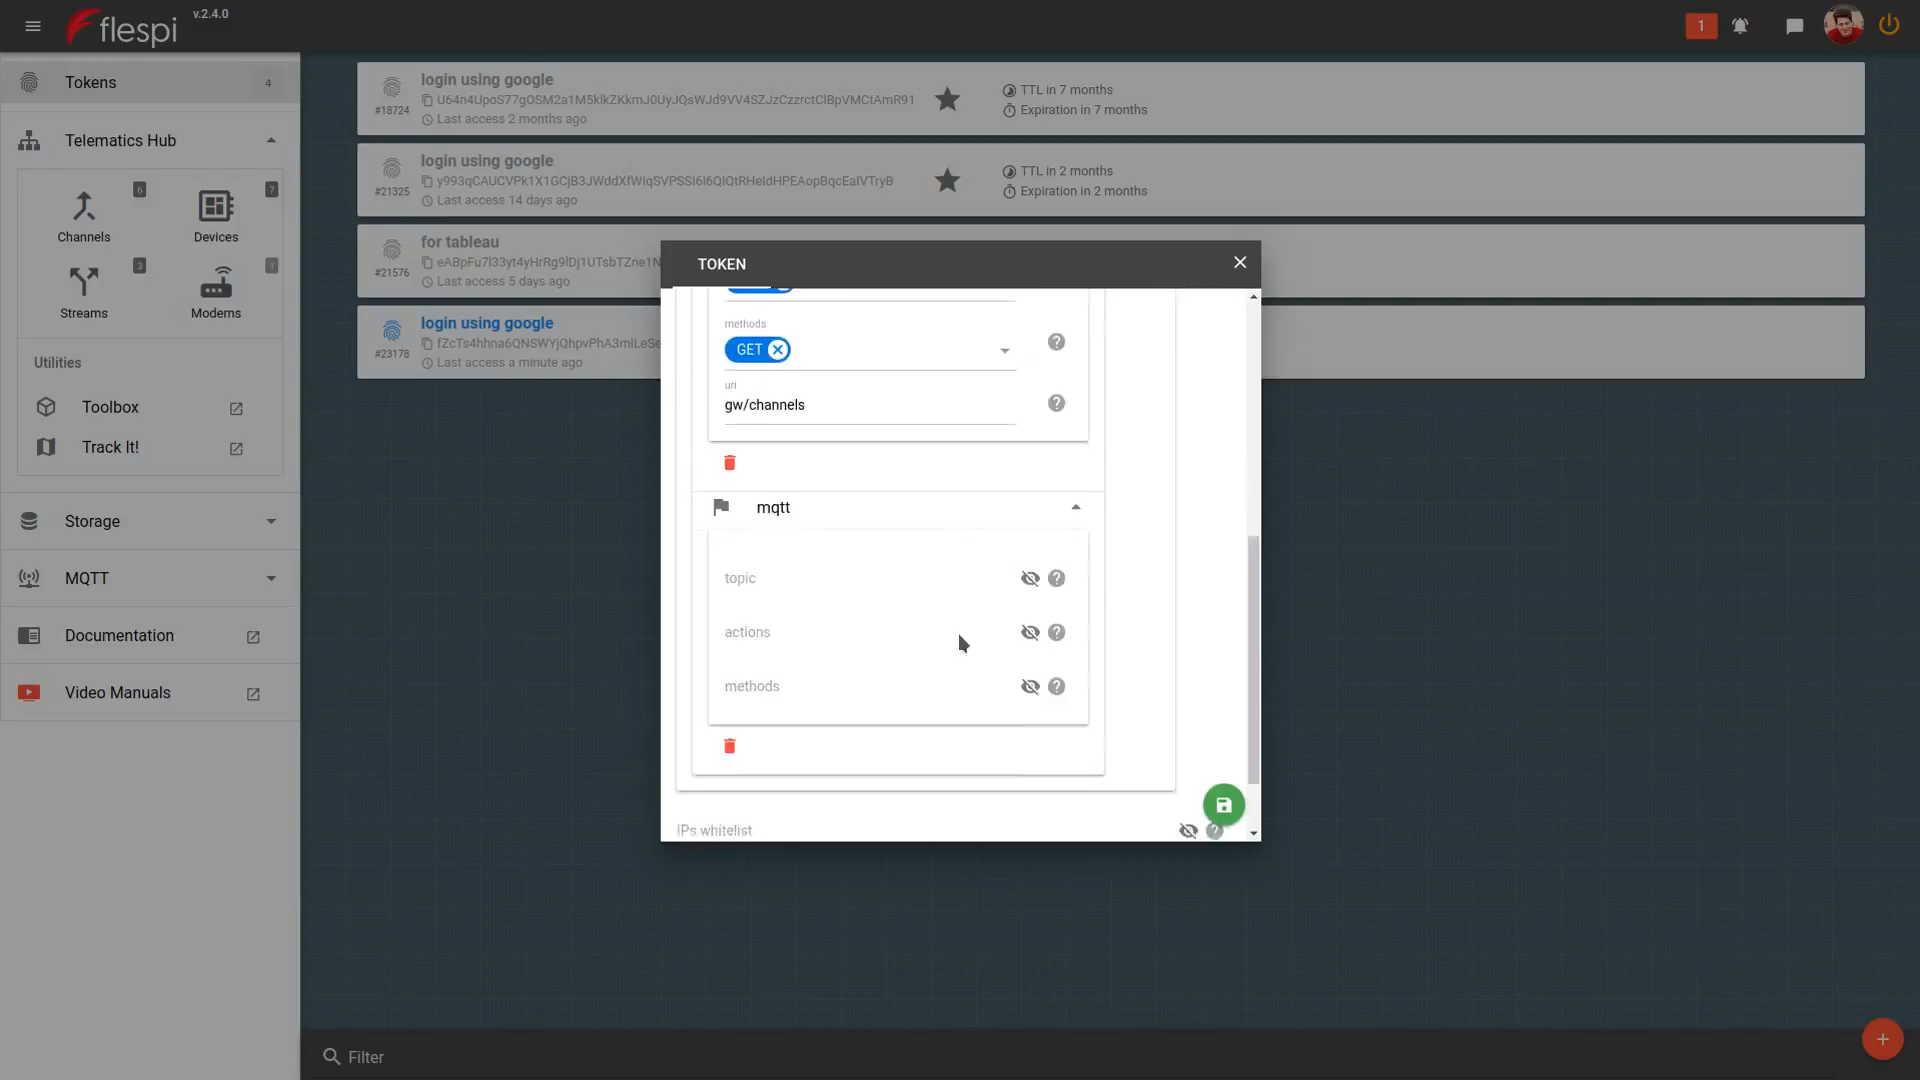 flespi
v.2.4.0
1
Tokens
4
Telematics Hub
6
7
Channels
Devices
3
1
Streams
Modems
Utilities
Toolbox
Track It!
Storage
MQTT
Documentation
Video Manuals
login using google
#18724
Last access 2 months ago
TTL in 7 months
Expiration in 7 months
login using google
#21325
Last access 14 days ago
TTL in 2 months
Expiration in 2 months
for tableau
#21576
Last access 5 days ago
login using google
#23178
Last access a minute ago
TOKEN
methods
GET
uri
gw/channels
mqtt
topic
actions
methods
IPs whitelist
Filter